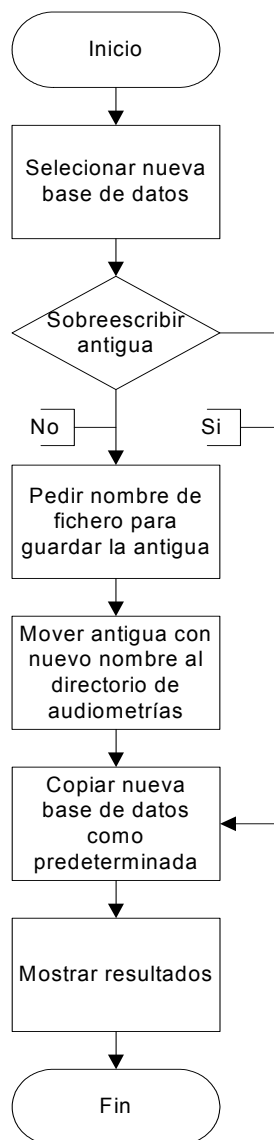 Inicio
Selecionar nueva
base de datos
Sobreescribir
antigua
No
Si
Pedir nombre de
fichero para
guardar la antigua
Mover antigua con
nuevo nombre al
directorio de
audiometrías
Copiar nueva
base de datos
como
predeterminada
Mostrar resultados
Fin